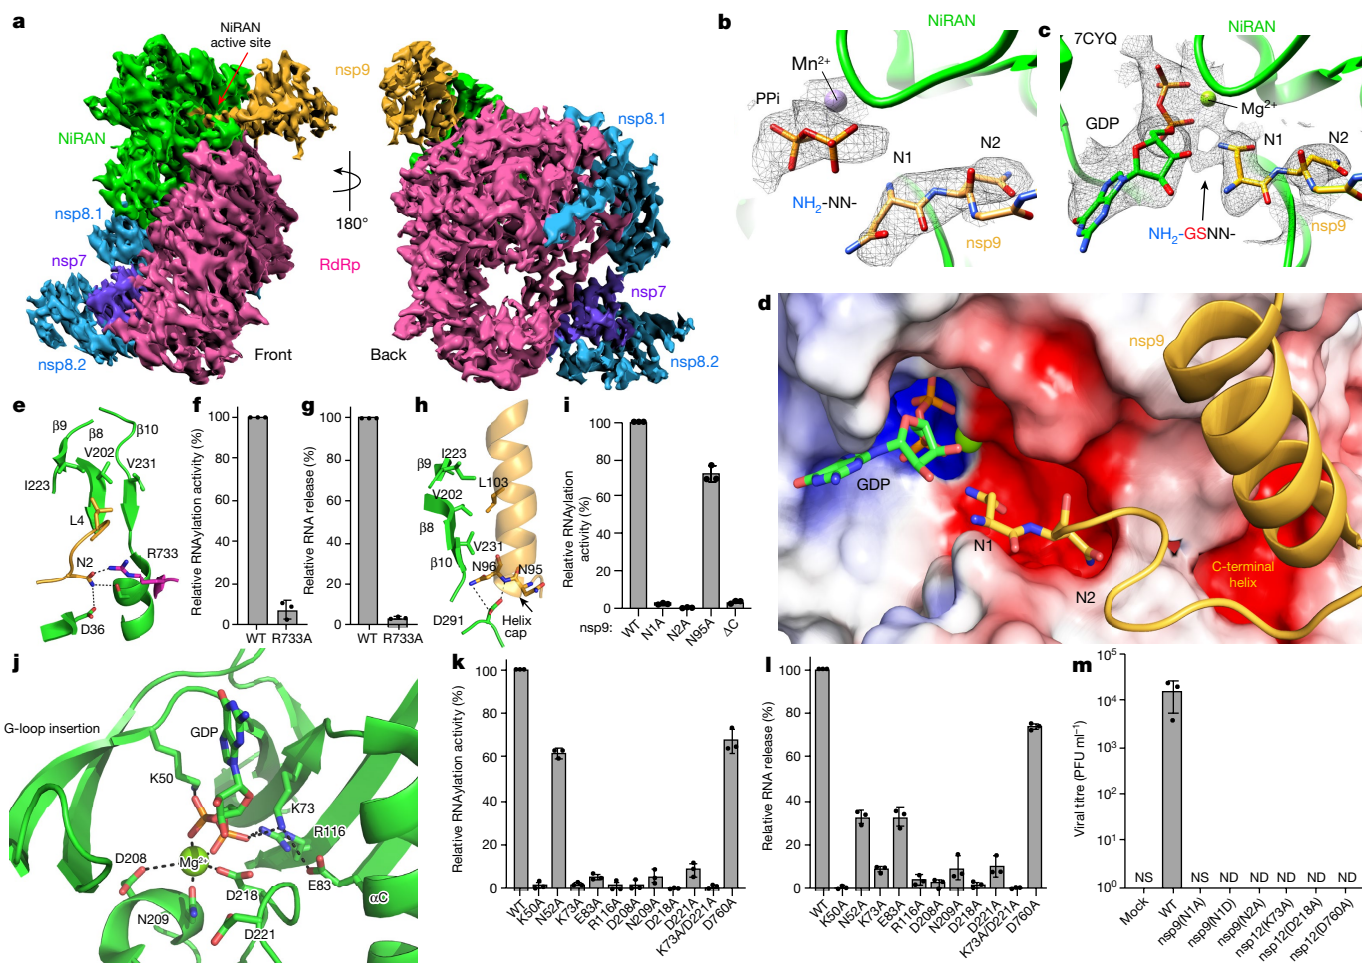 a
NiRAN
active site
nsp9
NiRAN
nsp8.1
nsp8.1
180°
nsp7
RdRp
nsp7
nsp8.2
Front
Back
nsp8.2
b
NiRAN
Mn²⁺
PPi
N1
N2
NH₂-NN-
nsp9
c
7CYQ
NiRAN
GDP
Mg²⁺
N1
N2
NH₂-GSNN-
nsp9
d
nsp9
GDP
N1
N2
C-terminal
helix
e
β9
β8
β10
V202
V231
I223
L4
N2
R733
D36
f
Relative RNAylation activity (%)
100
80
60
40
20
0
WT
R733A
g
Relative RNA release (%)
100
80
60
40
20
0
WT
R733A
h
β9
I223
L103
V202
β8
V231
β10
N96
N95
D291
Helix
cap
i
Relative RNAylation
activity (%)
100
80
60
40
20
0
nsp9:
WT
N1A
N2A
N95A
ΔC
j
G-loop insertion
GDP
K50
K73
R116
D208
Mg²⁺
E83
D218
αC
N209
D221
k
Relative RNAylation activity (%)
100
80
60
40
20
0
WT
K50A
N52A
K73A
E83A
R116A
D208A
N209A
D218A
D221A
K73A/D221A
D760A
l
Relative RNA release (%)
100
80
60
40
20
0
WT
K50A
N52A
K73A
E83A
R116A
D208A
N209A
D218A
D221A
K73A/D221A
D760A
m
Viral titre (PFU ml⁻¹)
10⁵
10⁴
10³
10²
10¹
10⁰
NS
NS
ND
ND
ND
ND
ND
Mock
WT
nsp9(N1A)
nsp9(N1D)
nsp9(N2A)
nsp12(K73A)
nsp12(D218A)
nsp12(D760A)